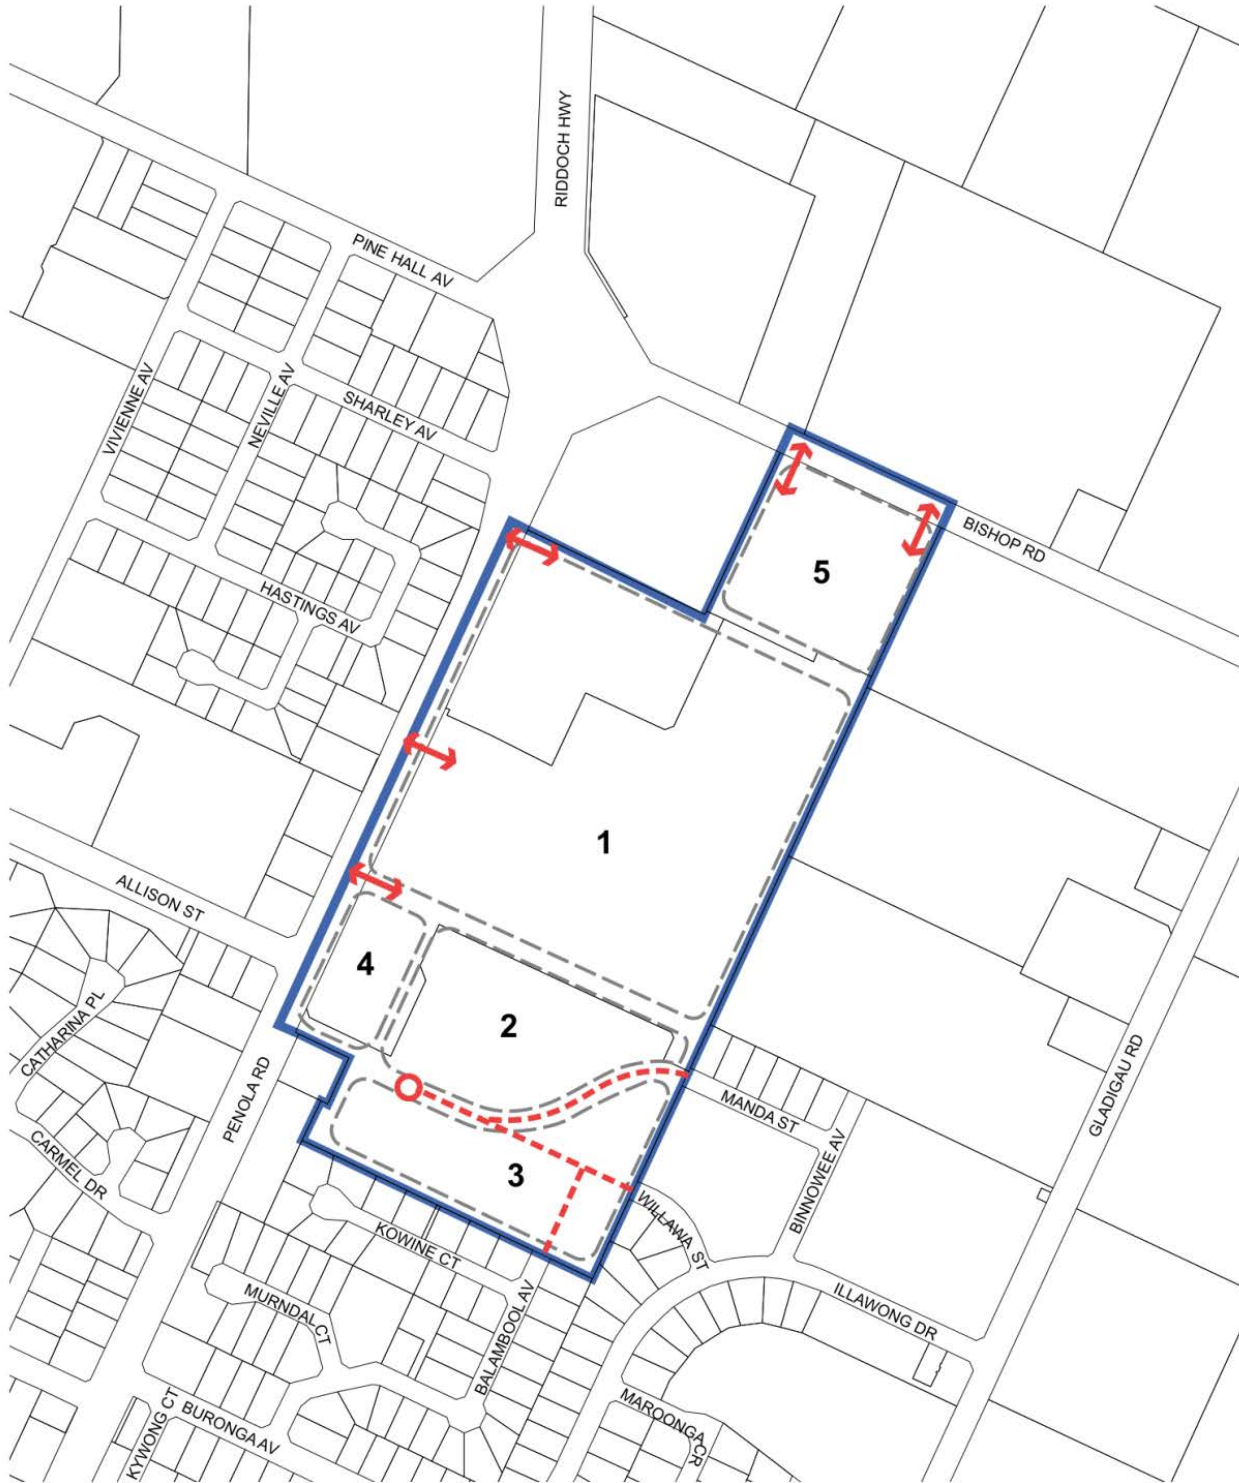 RIDDOCH HWY
PINE HALL AV
VIVIENNE AV
NEVILLE AV
SHARLEY AV
BISHOP RD
5
HASTINGS AV
1
ALLISON ST
4
2
CATHARINA PL
PENOLA RD
MANDA ST
GLADIGAU RD
CARMEL DR
3
BINNOWEE AV
WILLAWA ST
KOWINE CT
MURNDAL CT
BALAMBOOL AV
ILLAWONG DR
KYWONG CT
BURONGA AV
MAROONGA CR